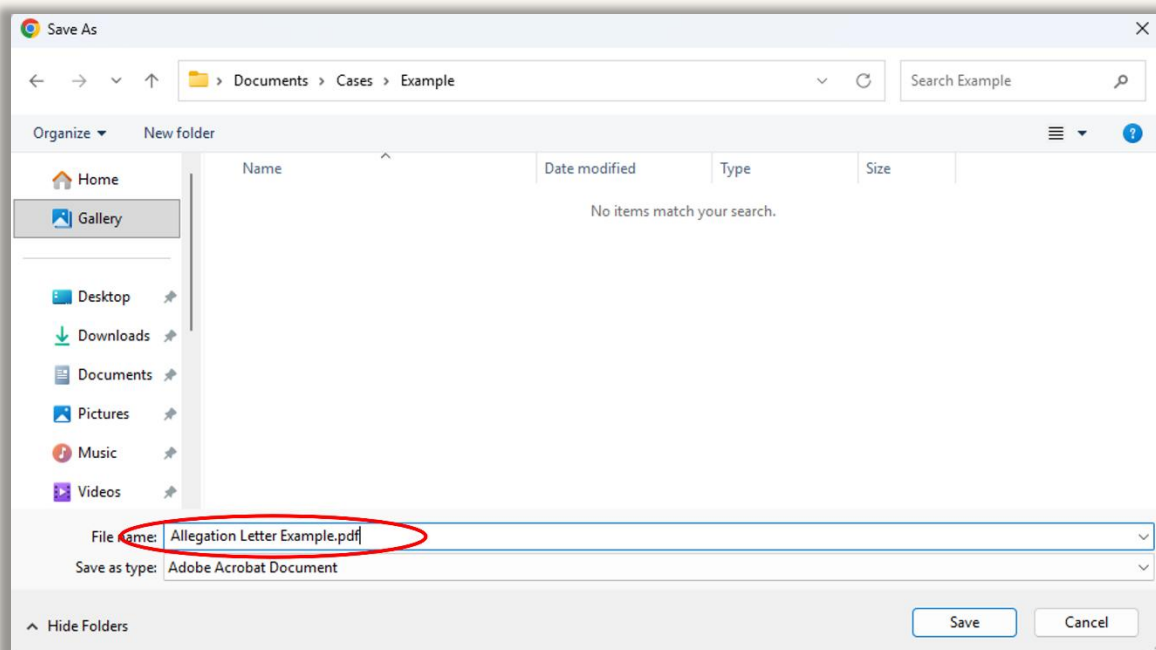 Save As
Documents > Cases > Example
Search Example
Organize
New folder
Name Date modified Type Size
Home
No items match your search.
Gallery
Desktop
Downloads
Documents
Pictures
Music
Videos
File name: Allegation Letter Example.pdf
Save as type: Adobe Acrobat Document
Hide Folders
Save
Cancel